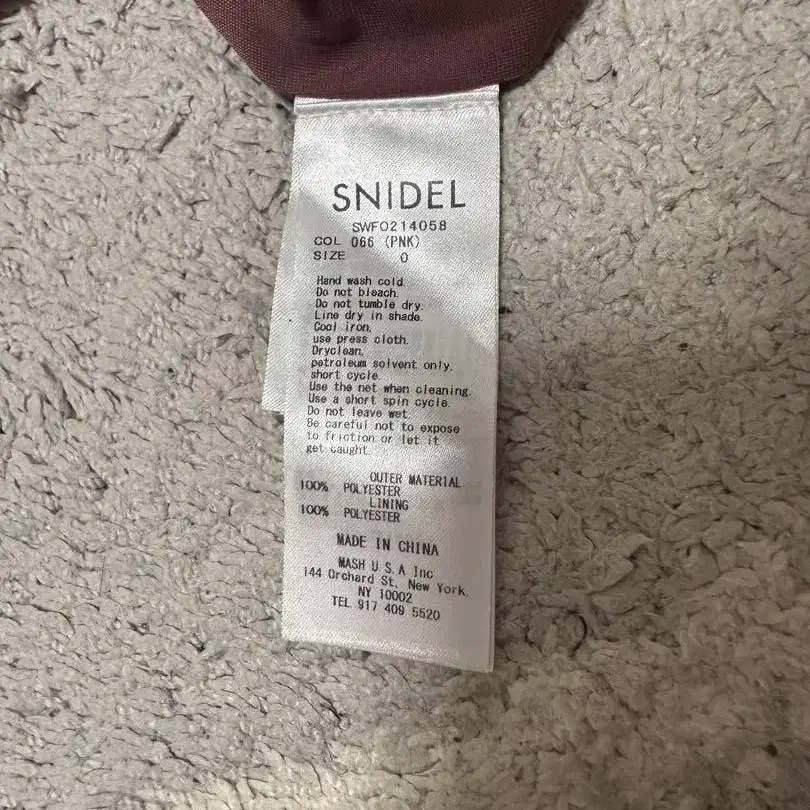 SNIDEL
SWFO214058
COL 066 (PNK)
SIZE 0
Hand wash cold.
Do not bleach.
Do not tumble dry.
Line dry in shade.
Cool iron,
use press cloth.
Dryclean,
petroleum solvent only,
short cycle.
Use the net when cleaning.
Use a short spin cycle.
Do not leave wet.
Be careful not to expose
to friction or let it
get caught.
OUTER MATERIAL
100% POLYESTER
LINING
100% POLYESTER
MADE IN CHINA
MASH U.S.A Inc
144 Orchard St, New York,
NY 10002
TEL 917 409 5520